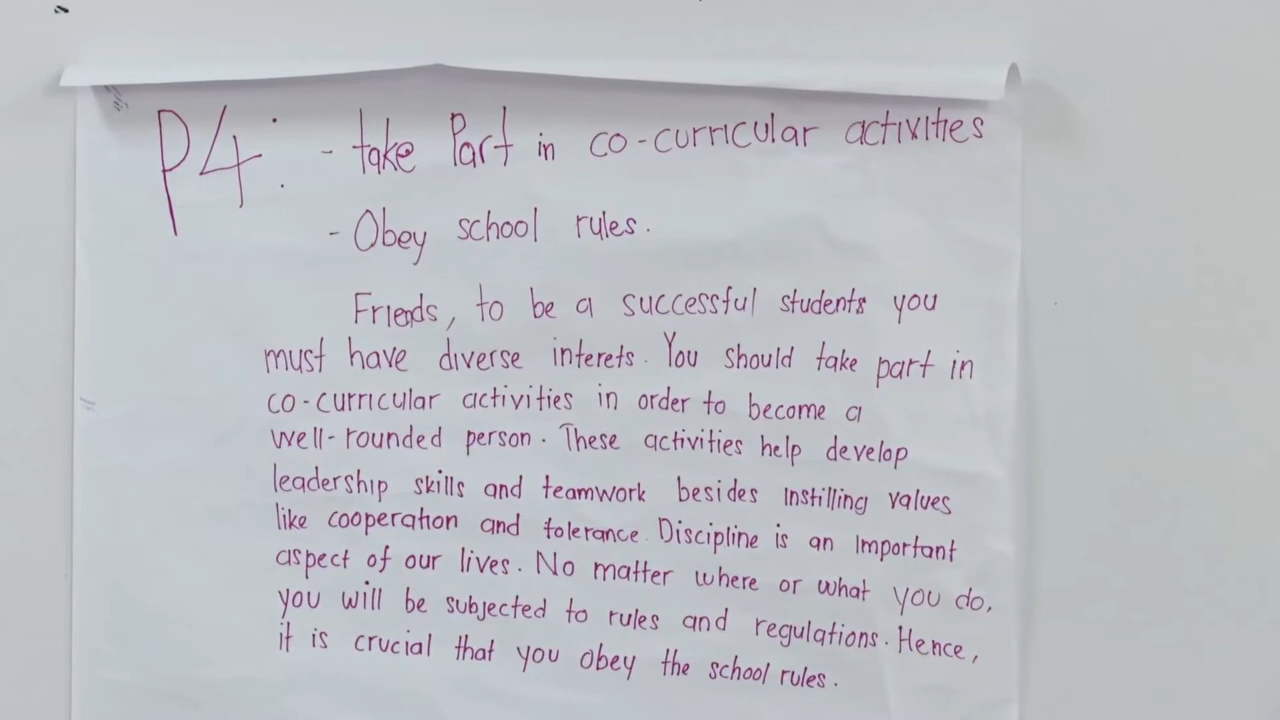 P4: - take Part in co-curricular activities
- Obey school rules.
Friends, to be a successful students you
must have diverse interets. You should take part in
co-curricular activities in order to become a
well-rounded person. These activities help develop
leadership skills and teamwork besides instilling values
like cooperation and tolerance. Discipline is an important
aspect of our lives. No matter where or what you do,
you will be subjected to rules and regulations. Hence,
it is crucial that you obey the school rules.